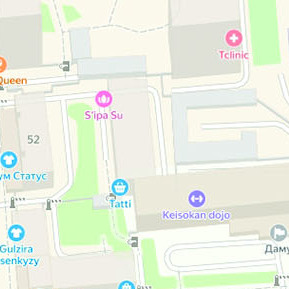 Tclinic
Queen
S'ipa Su
52
ум Статус
Tatti
Keisokan dojo
Gulzira
senkyzy
Даму